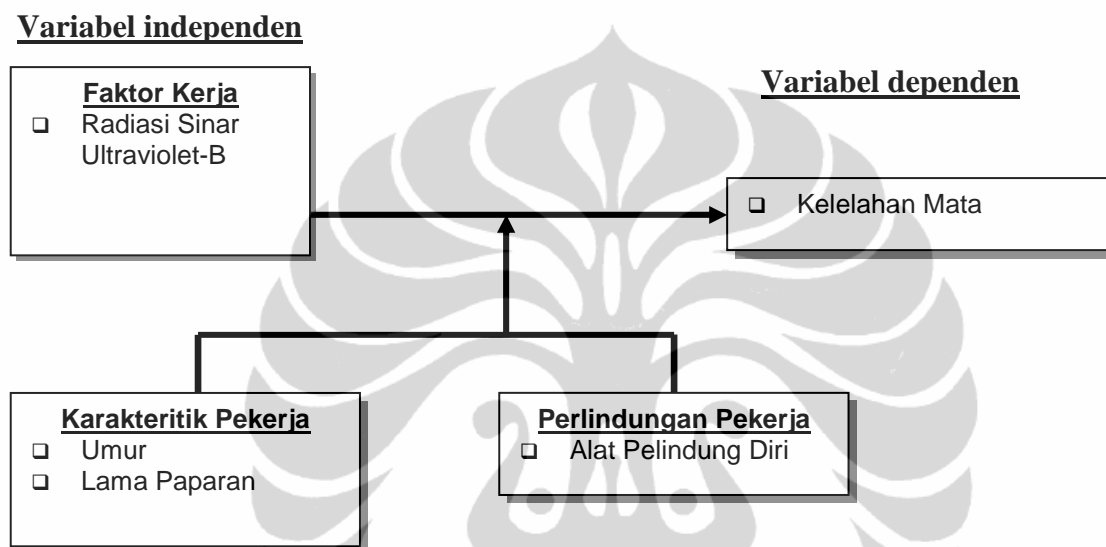 Variabel independen
Faktor Kerja
❑ Radiasi Sinar
Ultraviolet-B
Variabel dependen
❑ Kelelahan Mata
Karakteritik Pekerja
❑ Umur
❑ Lama Paparan
Perlindungan Pekerja
❑ Alat Pelindung Diri